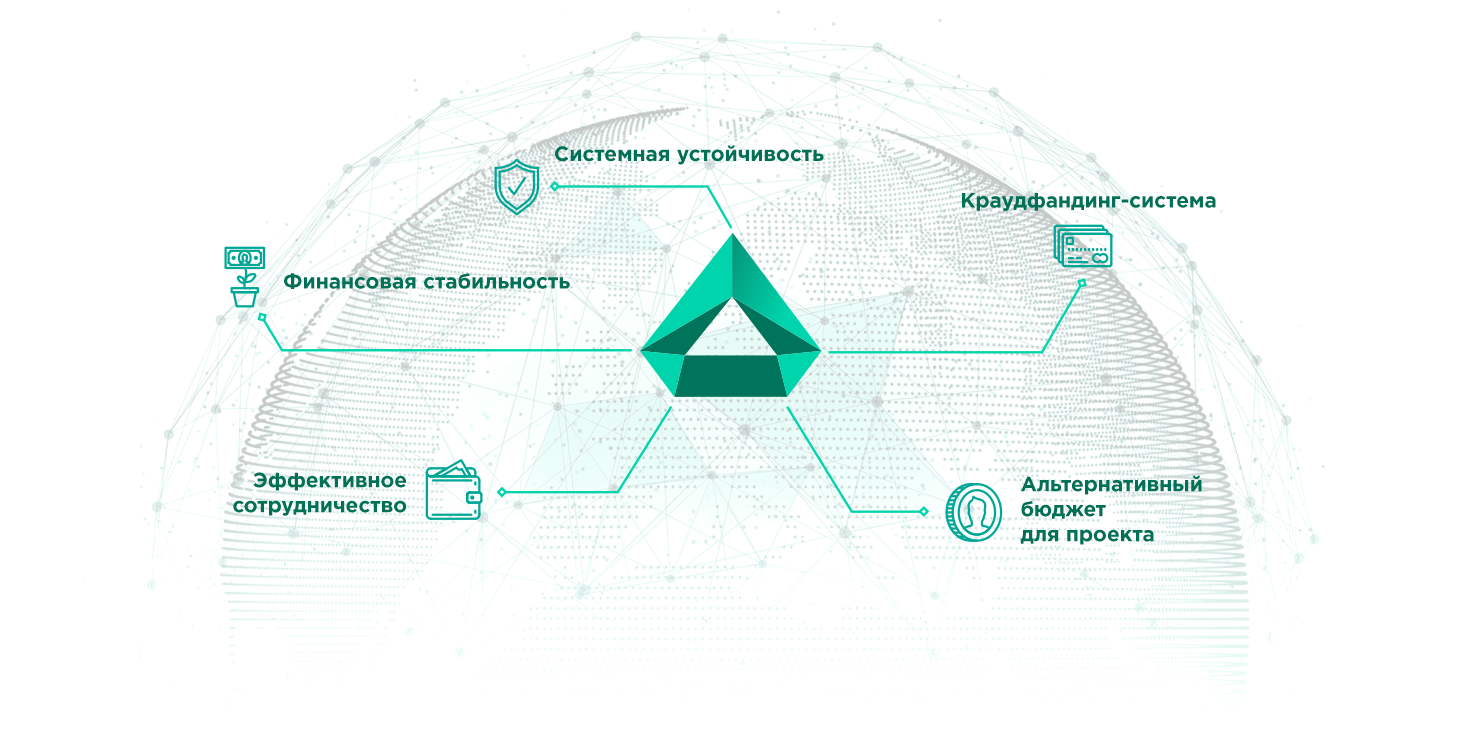 Системная устойчивость
Краудфандинг-система
Финансовая стабильность
Эффективное
сотрудничество
Альтернативный
бюджет
для проекта